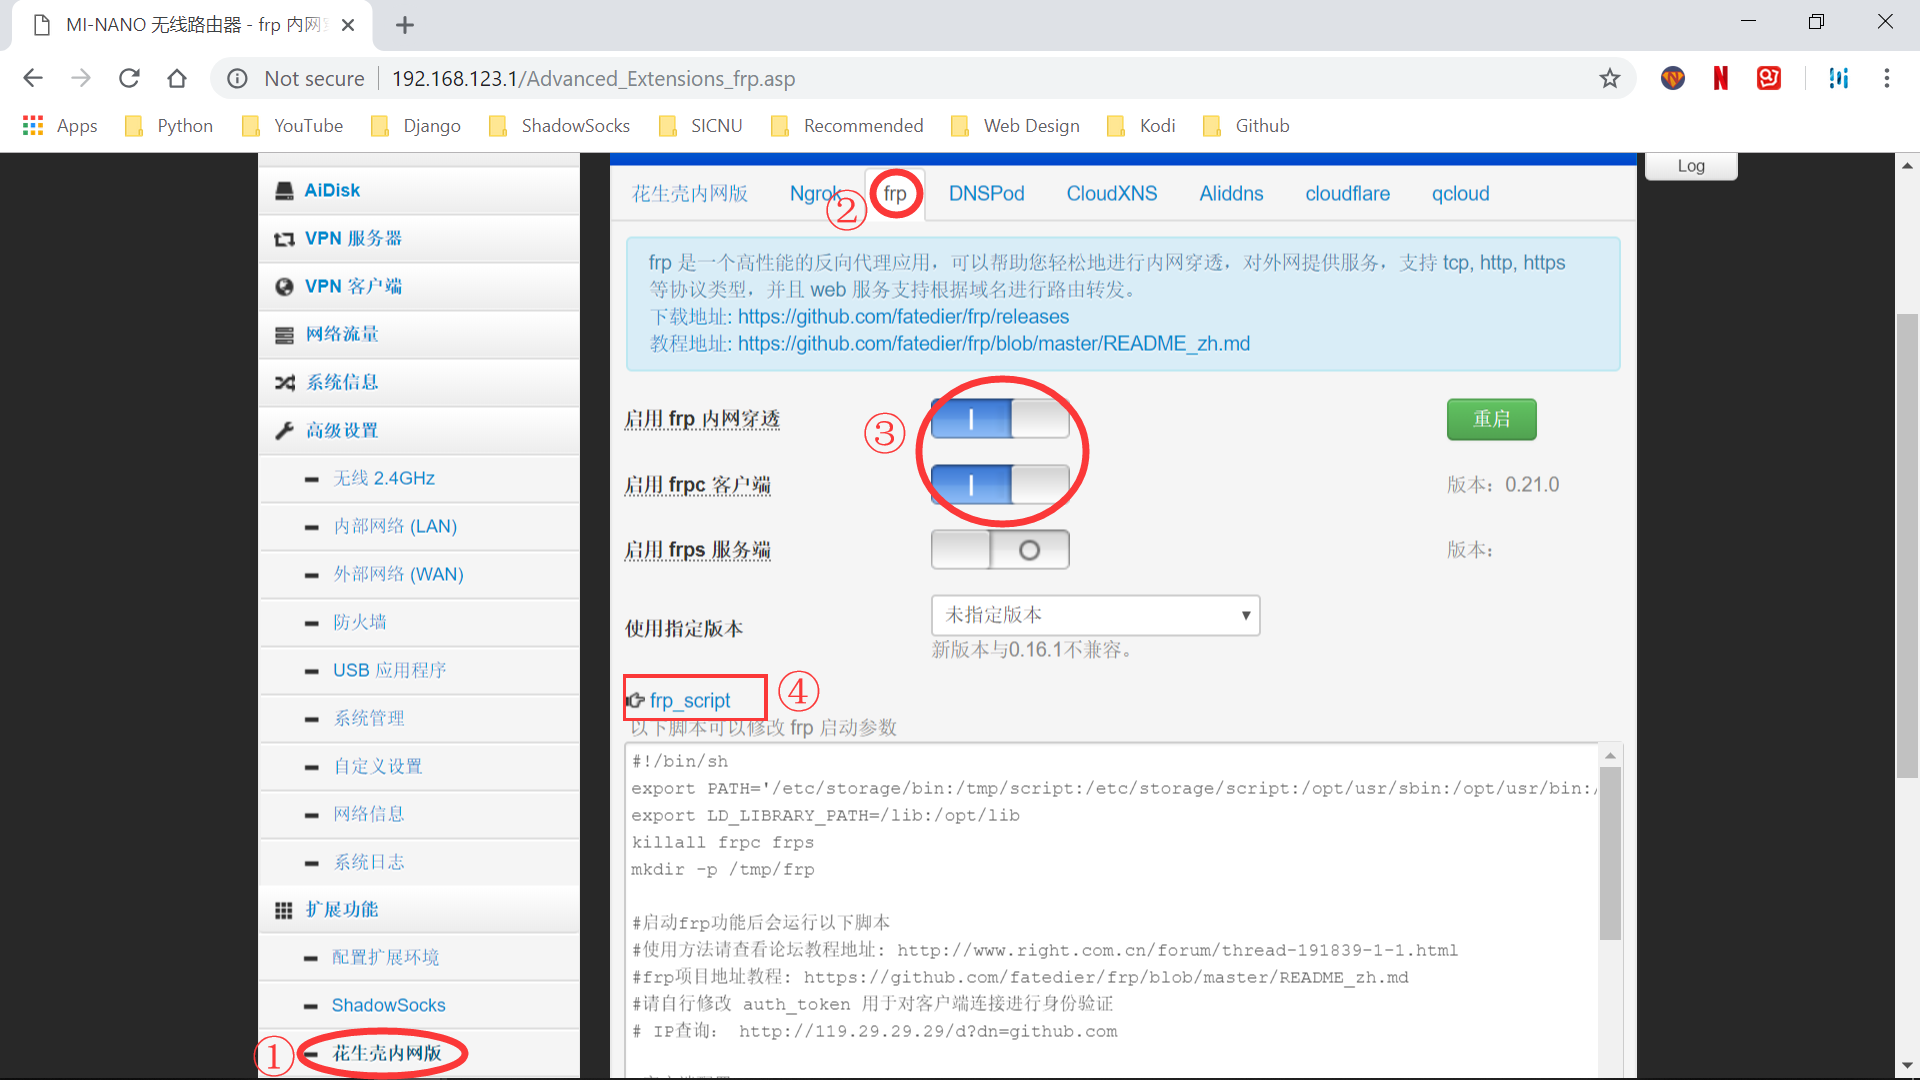 MI-NANO 无线路由器 - frp 内网
Not secure
192.168.123.1/Advanced_Extensions_frp.asp
Apps
Python
YouTube
Django
ShadowSocks
SICNU
Recommended
Web Design
Kodi
Github
Log
AiDisk
VPN 服务器
VPN 客户端
网络流量
系统信息
高级设置
无线 2.4GHz
内部网络 (LAN)
外部网络 (WAN)
防火墙
USB 应用程序
系统管理
自定义设置
网络信息
系统日志
扩展功能
配置扩展环境
ShadowSocks
① 花生壳内网版
花生壳内网版
Ngrok
② frp
DNSPod
CloudXNS
Aliddns
cloudflare
qcloud
frp 是一个高性能的反向代理应用，可以帮助您轻松地进行内网穿透，对外网提供服务，支持 tcp, http, https
等协议类型，并且 web 服务支持根据域名进行路由转发。
下载地址: https://github.com/fatedier/frp/releases
教程地址: https://github.com/fatedier/frp/blob/master/README_zh.md
启用 frp 内网穿透
③
重启
启用 frpc 客户端
版本：0.21.0
启用 frps 服务端
版本：
使用指定版本
未指定版本
新版本与0.16.1不兼容。
frp_script ④
以下脚本可以修改 frp 启动参数
#!/bin/sh
export PATH='/etc/storage/bin:/tmp/script:/etc/storage/script:/opt/usr/sbin:/opt/usr/bin:/
export LD_LIBRARY_PATH=/lib:/opt/lib
killall frpc frps
mkdir -p /tmp/frp
#启动frp功能后会运行以下脚本
#使用方法请查看论坛教程地址: http://www.right.com.cn/forum/thread-191839-1-1.html
#frp项目地址教程: https://github.com/fatedier/frp/blob/master/README_zh.md
#请自行修改 auth_token 用于对客户端连接进行身份验证
# IP查询： http://119.29.29.29/d?dn=github.com